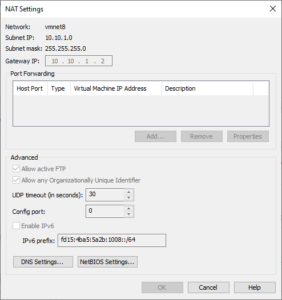 NAT Settings
Network: vmnet8
Subnet IP: 10.10.1.0
Subnet mask: 255.255.255.0
Gateway IP: 10 . 10 . 1 . 2
Port Forwarding
Host Port Type Virtual Machine IP Address Description
Add... Remove Properties
Advanced
Allow active FTP
Allow any Organizationally Unique Identifier
UDP timeout (in seconds): 30
Config port: 0
Enable IPv6
IPv6 prefix: fd15:4ba5:5a2b:1008::/64
DNS Settings... NetBIOS Settings...
OK Cancel Help